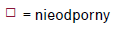 □ = nieodporny